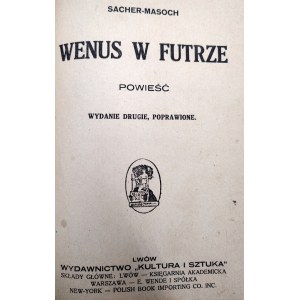 SACHER-MASOCH
WENUS W FUTRZE
POWIEŚĆ
WYDANIE DRUGIE, POPRAWIONE.
LWÓW
WYDAWNICTWO „KULTURA I SZTUKA"
SKŁADY GŁÓWNE: LWÓW — KSIĘGARNIA AKADEMICKA
WARSZAWA — E. WENDE I SPÓŁKA
NEW-YORK — POLISH BOOK IMPORTING CO. INC.